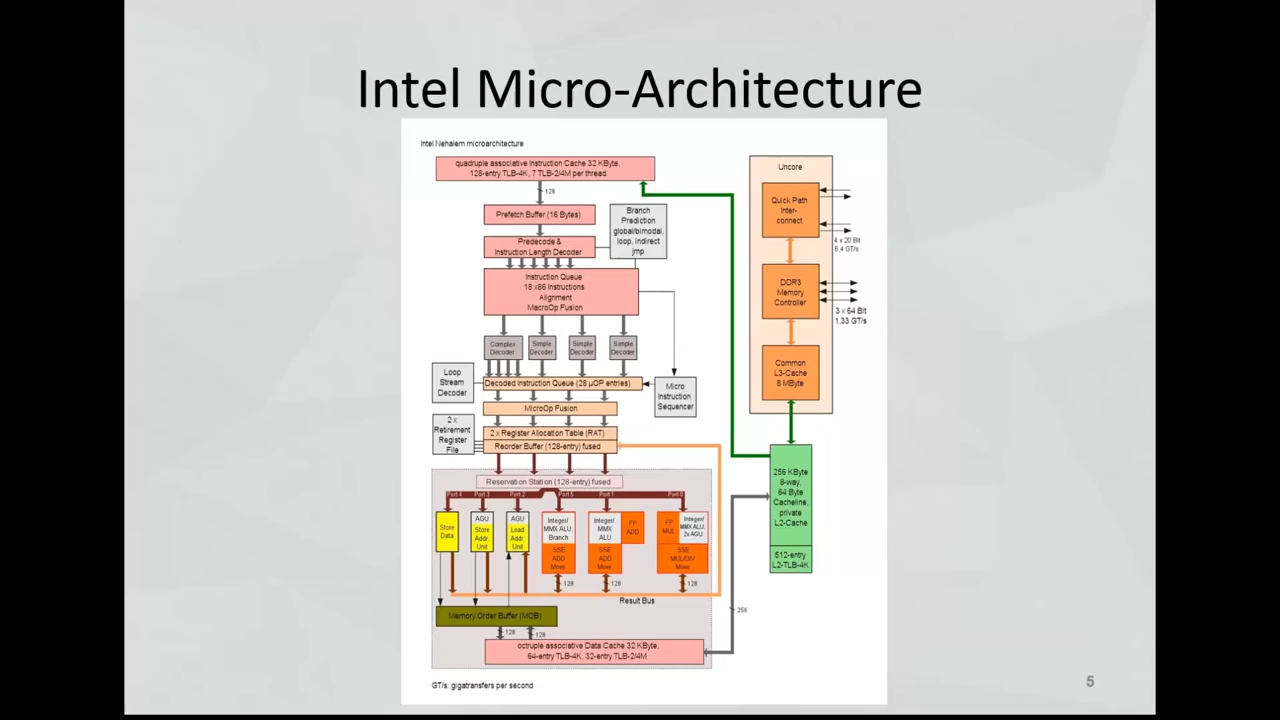 Intel Micro-Architecture
Intel Nehalem microarchitecture
quadruple associative Instruction Cache 32 KByte,
128-entry TLB-4K, 7 TLB-2/4M per thread
128
Prefetch Buffer (16 Bytes)
Predecode &
Instruction Length Decoder
Branch
Prediction
global/bimodal,
loop, indirect
jmp
Instruction Queue
18 x86 Instructions
Alignment
MacroOp Fusion
Complex
Decoder
Simple
Decoder
Simple
Decoder
Simple
Decoder
Loop
Stream
Decoder
Decoded Instruction Queue (28 µOP entries)
Micro
Instruction
Sequencer
MicroOp Fusion
2 x
Retirement
Register
File
2 x Register Allocation Table (RAT)
Reorder Buffer (128-entry) fused
Reservation Station (128-entry) fused
Port 4
Port 3
Port 2
Port 5
Port 1
Port 0
Store
Data
AGU
Store
Addr.
Unit
AGU
Load
Addr.
Unit
Integer/
MMX ALU,
Branch
SSE
ADD
Move
Integer/
MMX
ALU
FP
ADD
SSE
ADD
Move
FP
MUL
Integer/
MMX ALU,
2x AGU
SSE
MUL/DIV
Move
128
128
128
Result Bus
Memory Order Buffer (MOB)
128
128
256
octruple associative Data Cache 32 KByte,
64-entry TLB-4K, 32-entry TLB-2/4M
GT/s: gigatransfers per second
Uncore
Quick Path
Inter-
connect
4 x 20 Bit
6,4 GT/s
DDR3
Memory
Controller
3 x 64 Bit
1,33 GT/s
Common
L3-Cache
8 MByte
256 KByte
8-way,
64 Byte
Cacheline,
private
L2-Cache
512-entry
L2-TLB-4K
5